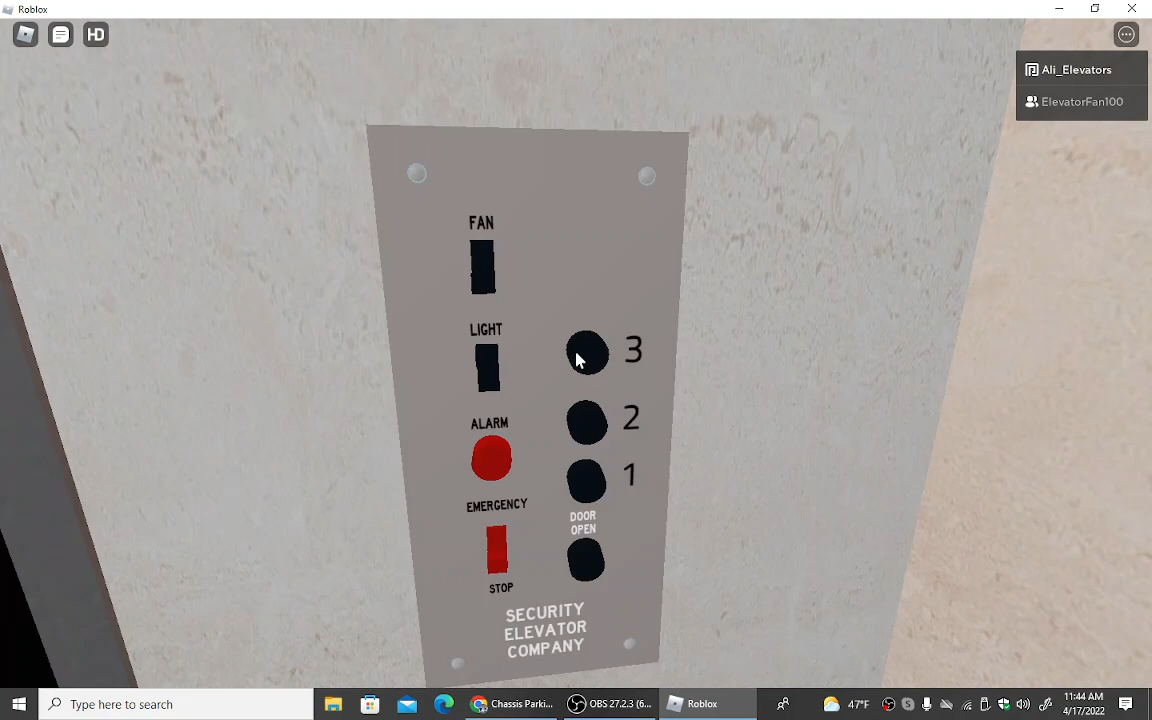 Roblox
HD
Ali_Elevators
ElevatorFan100
FAN
LIGHT
3
ALARM
2
1
EMERGENCY
DOOR
OPEN
STOP
SECURITY
ELEVATOR
COMPANY
Type here to search
Chassis Parki...
OBS 27.2.3 (6...
Roblox
47°F
11:44 AM
4/17/2022